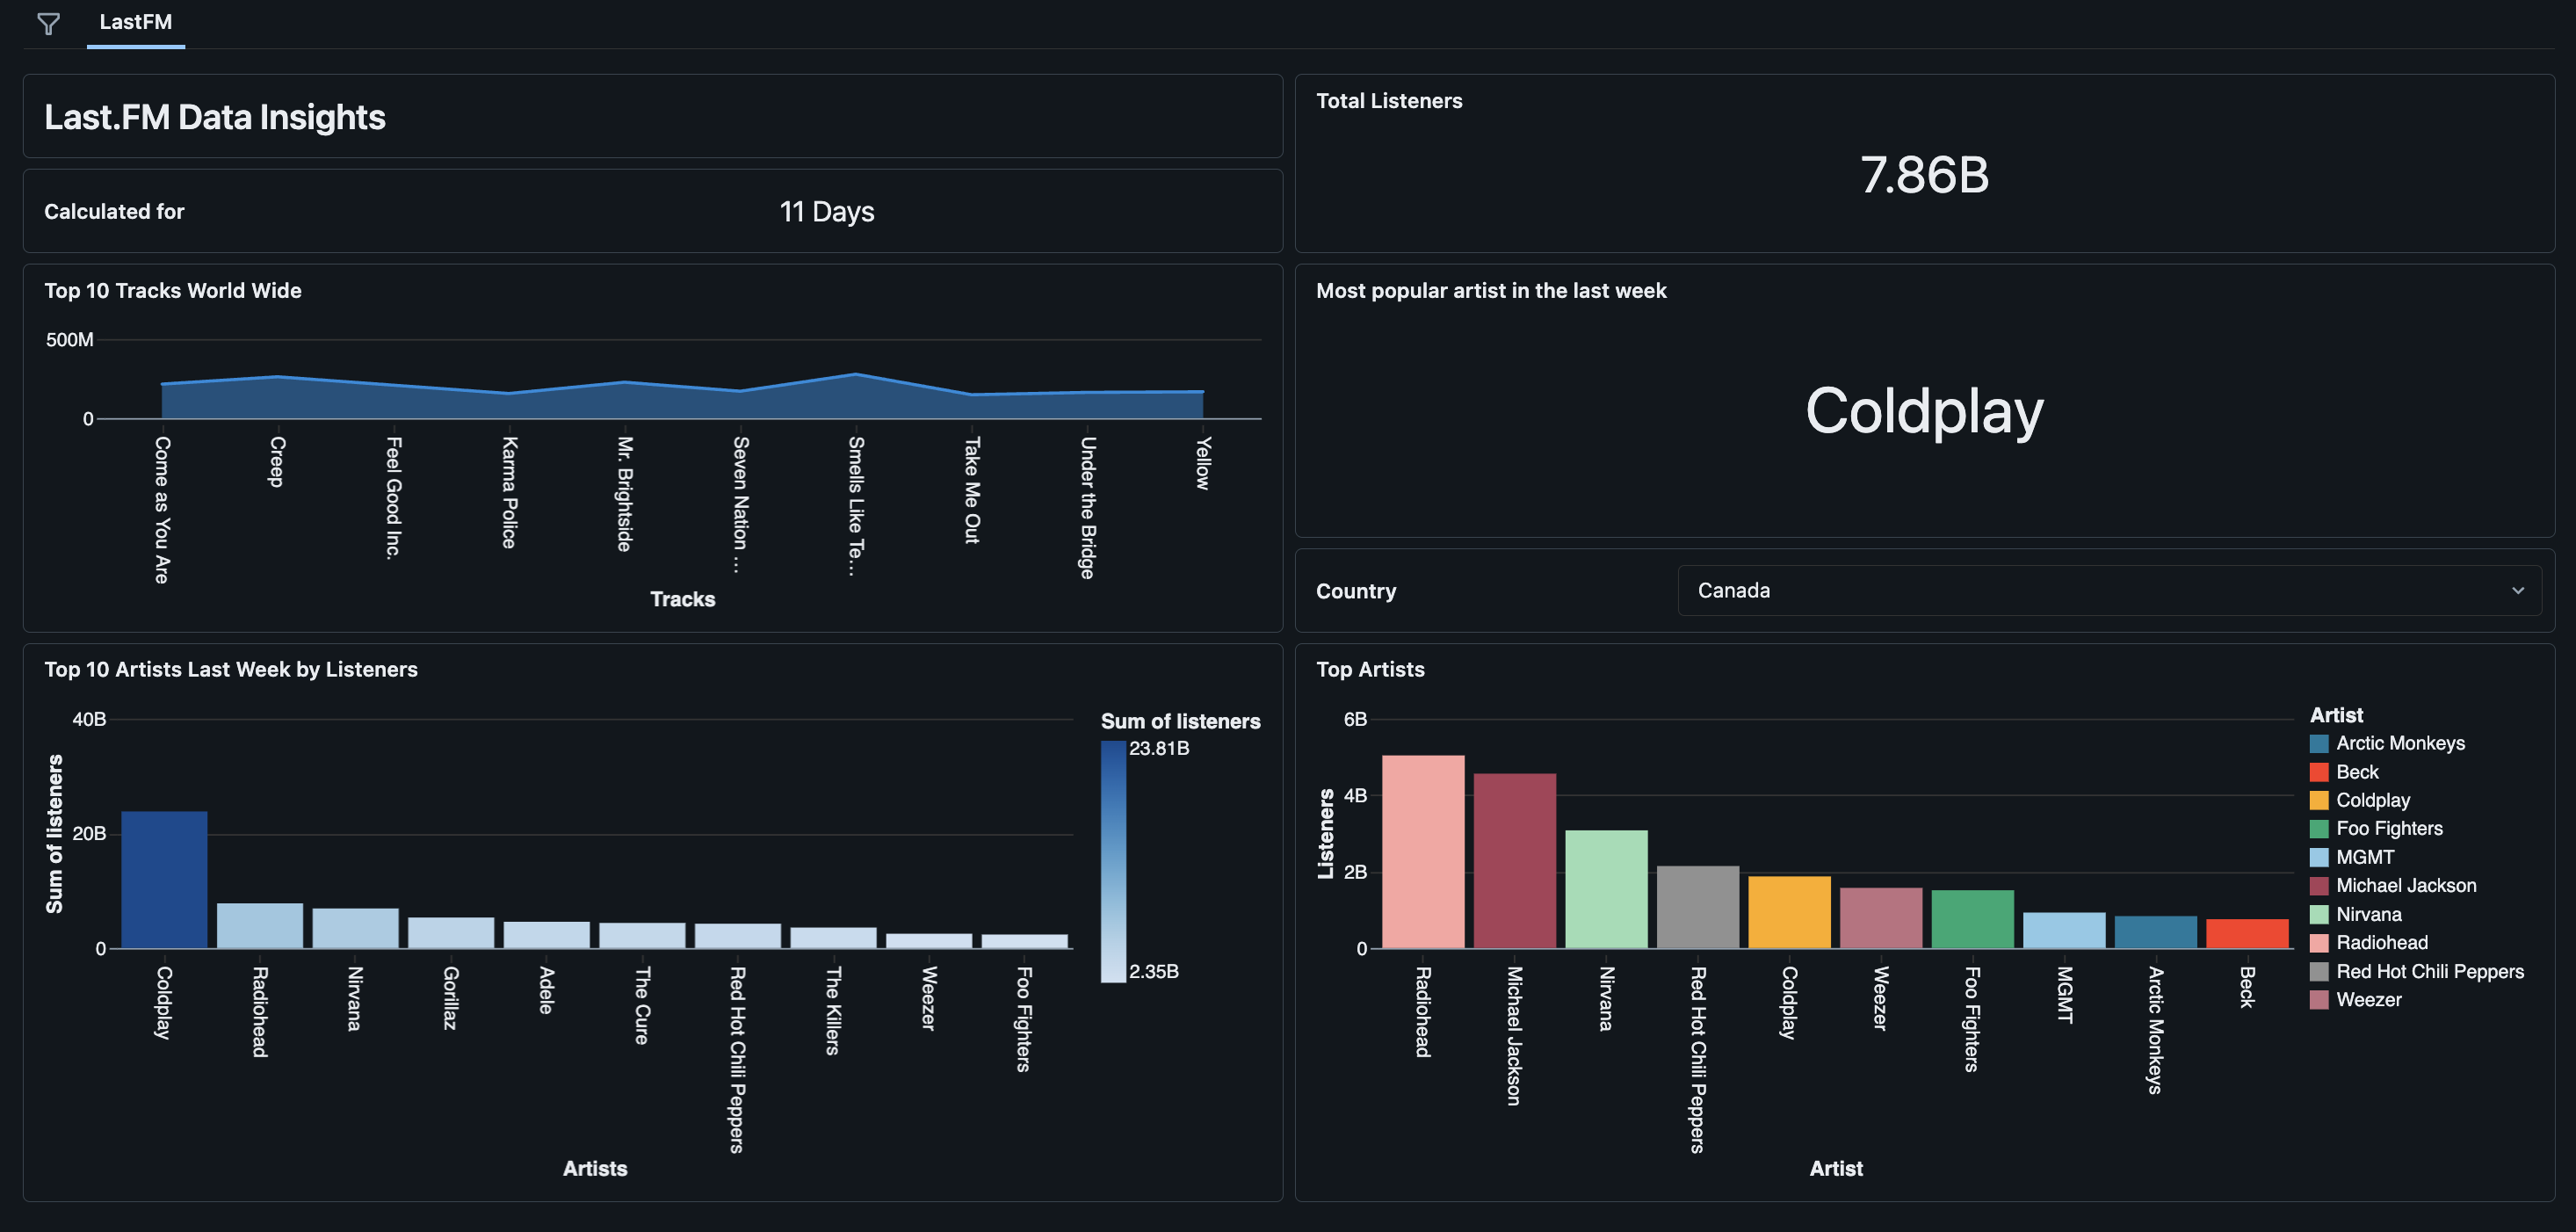 LastFM
Last.FM Data Insights
Calculated for
11 Days
Total Listeners
7.86B
Top 10 Tracks World Wide
500M
0
Come as You Are
Creep
Feel Good Inc.
Karma Police
Mr. Brightside
Seven Nation ...
Smells Like Te...
Take Me Out
Under the Bridge
Yellow
Tracks
Most popular artist in the last week
Coldplay
Country
Canada
Top 10 Artists Last Week by Listeners
Sum of listeners
40B
20B
0
Coldplay
Radiohead
Nirvana
Gorillaz
Adele
The Cure
Red Hot Chili Peppers
The Killers
Weezer
Foo Fighters
Artists
Sum of listeners
23.81B
2.35B
Top Artists
Listeners
6B
4B
2B
0
Radiohead
Michael Jackson
Nirvana
Red Hot Chili Peppers
Coldplay
Weezer
Foo Fighters
MGMT
Arctic Monkeys
Beck
Artist
Artist
Arctic Monkeys
Beck
Coldplay
Foo Fighters
MGMT
Michael Jackson
Nirvana
Radiohead
Red Hot Chili Peppers
Weezer